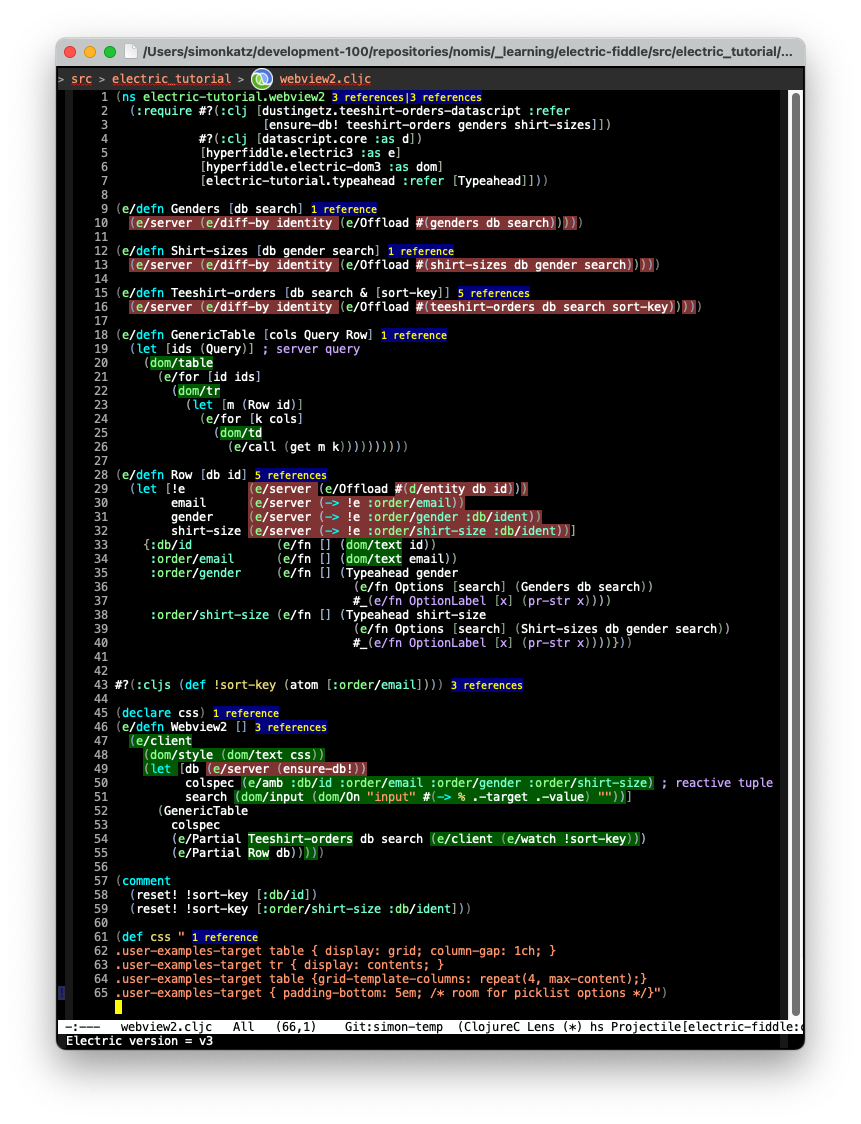 /Users/simonkatz/development-100/repositories/nomis/_learning/electric-fiddle/src/electric_tutorial/...
> src > electric_tutorial > webview2.cljc
1 (ns electric-tutorial.webview2 3 references|3 references
2   (:require #?(:clj [dustingetz.teeshirt-orders-datascript :refer
3                      [ensure-db! teeshirt-orders genders shirt-sizes]])
4             #?(:clj [datascript.core :as d])
5             [hyperfiddle.electric3 :as e]
6             [hyperfiddle.electric-dom3 :as dom]
7             [electric-tutorial.typeahead :refer [Typeahead]]))
8
9 (e/defn Genders [db search] 1 reference
10   (e/server (e/diff-by identity (e/Offload #(genders db search)))))
11
12 (e/defn Shirt-sizes [db gender search] 1 reference
13   (e/server (e/diff-by identity (e/Offload #(shirt-sizes db gender search)))))
14
15 (e/defn Teeshirt-orders [db search & [sort-key]] 5 references
16   (e/server (e/diff-by identity (e/Offload #(teeshirt-orders db search sort-key)))))
17
18 (e/defn GenericTable [cols Query Row] 1 reference
19   (let [ids (Query)] ; server query
20     (dom/table
21       (e/for [id ids]
22         (dom/tr
23           (let [m (Row id)]
24             (e/for [k cols]
25               (dom/td
26                 (e/call (get m k))))))))))
27
28 (e/defn Row [db id] 5 references
29   (let [!e         (e/server (e/Offload #(d/entity db id)))
30         email      (e/server (-> !e :order/email))
31         gender     (e/server (-> !e :order/gender :db/ident))
32         shirt-size (e/server (-> !e :order/shirt-size :db/ident))]
33     {:db/id            (e/fn [] (dom/text id))
34      :order/email      (e/fn [] (dom/text email))
35      :order/gender     (e/fn [] (Typeahead gender
36                                   (e/fn Options [search] (Genders db search))
37                                   #_(e/fn OptionLabel [x] (pr-str x))))
38      :order/shirt-size (e/fn [] (Typeahead shirt-size
39                                   (e/fn Options [search] (Shirt-sizes db gender search))
40                                   #_(e/fn OptionLabel [x] (pr-str x))))}))
41
42
43 #?(:cljs (def !sort-key (atom [:order/email]))) 3 references
44
45 (declare css) 1 reference
46 (e/defn Webview2 [] 3 references
47   (e/client
48     (dom/style (dom/text css))
49     (let [db (e/server (ensure-db!))
50           colspec (e/amb :db/id :order/email :order/gender :order/shirt-size) ; reactive tuple
51           search (dom/input (dom/On "input" #(-> % .-target .-value) ""))]
52       (GenericTable
53         colspec
54         (e/Partial Teeshirt-orders db search (e/client (e/watch !sort-key)))
55         (e/Partial Row db)))))
56
57 (comment
58   (reset! !sort-key [:db/id])
59   (reset! !sort-key [:order/shirt-size :db/ident]))
60
61 (def css " 1 reference
62 .user-examples-target table { display: grid; column-gap: 1ch; }
63 .user-examples-target tr { display: contents; }
64 .user-examples-target table {grid-template-columns: repeat(4, max-content);}
! 65 .user-examples-target { padding-bottom: 5em; /* room for picklist options */}")
-:---   webview2.cljc   All   (66,1)    Git:simon-temp  (ClojureC Lens (*) hs Projectile[electric-fiddle:
Electric version = v3